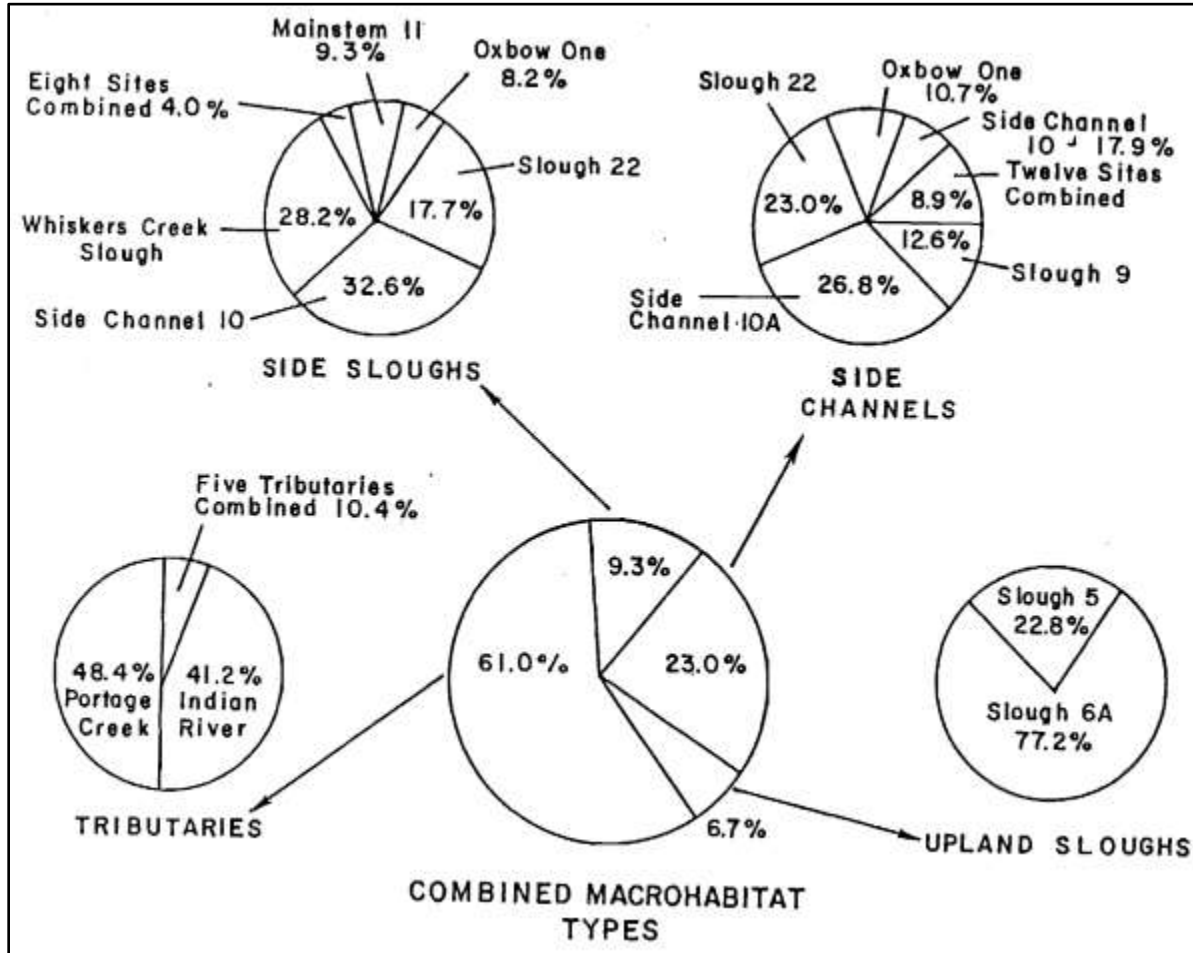 Mainstem 11
9.3%
Oxbow One
8.2%
Eight Sites
Combined 4.0%
Slough 22
17.7%
28.2%
Whiskers Creek
Slough
32.6%
Side Channel 10
SIDE SLOUGHS
Slough 22
Oxbow One
10.7%
Side Channel
10 - 17.9%
Twelve Sites
Combined
8.9%
23.0%
12.6%
Slough 9
26.8%
Side
Channel 10A
SIDE
CHANNELS
Five Tributaries
Combined 10.4%
48.4%
Portage
Creek
41.2%
Indian
River
TRIBUTARIES
9.3%
61.0%
23.0%
6.7%
COMBINED MACROHABITAT
TYPES
Slough 5
22.8%
Slough 6A
77.2%
UPLAND SLOUGHS